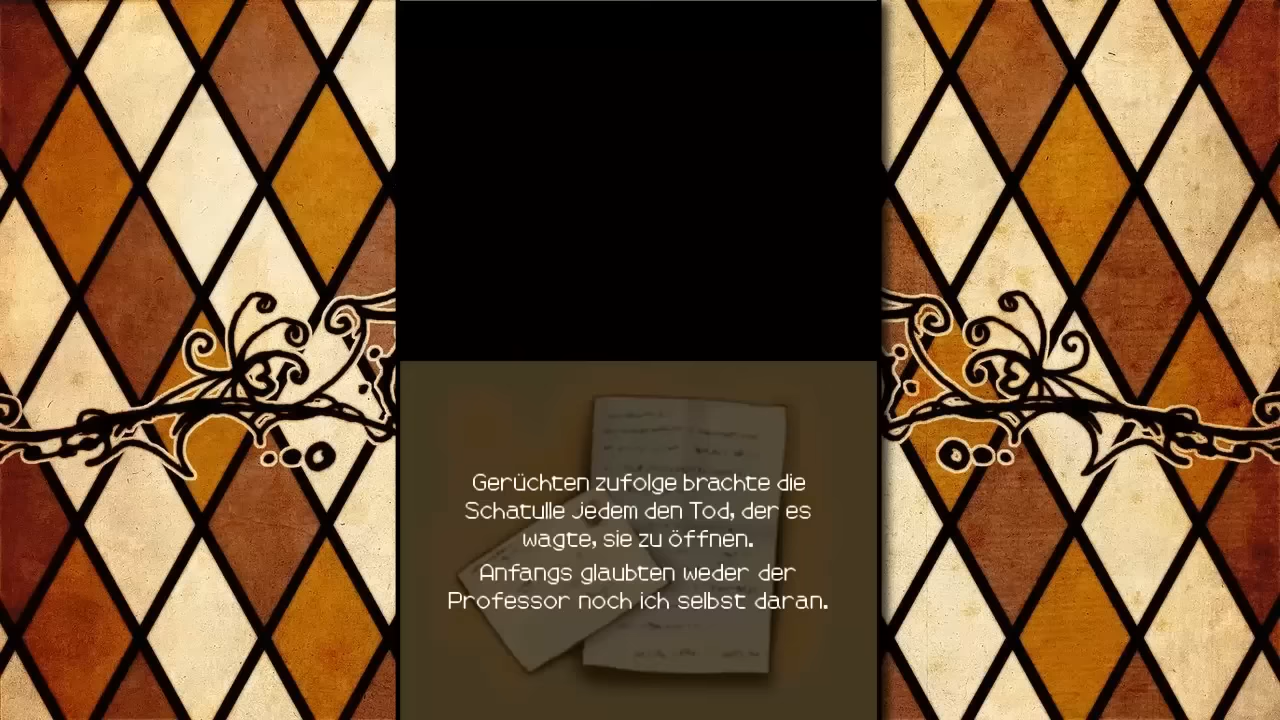 Gerüchten zufolge brachte die
Schatulle jedem den Tod, der es
wagte, sie zu öffnen.
Anfangs glaubten weder der
Professor noch ich selbst daran.